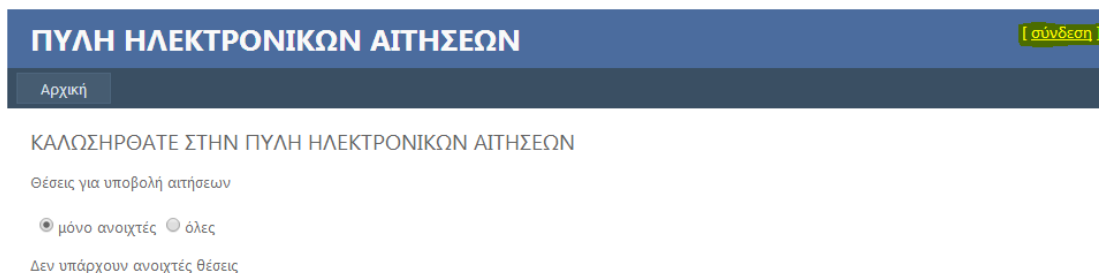 ΠΥΛΗ ΗΛΕΚΤΡΟΝΙΚΩΝ ΑΙΤΗΣΕΩΝ
[ σύνδεση ]
Αρχική
ΚΑΛΩΣΗΡΘΑΤΕ ΣΤΗΝ ΠΥΛΗ ΗΛΕΚΤΡΟΝΙΚΩΝ ΑΙΤΗΣΕΩΝ
Θέσεις για υποβολή αιτήσεων
μόνο ανοιχτές όλες
Δεν υπάρχουν ανοιχτές θέσεις